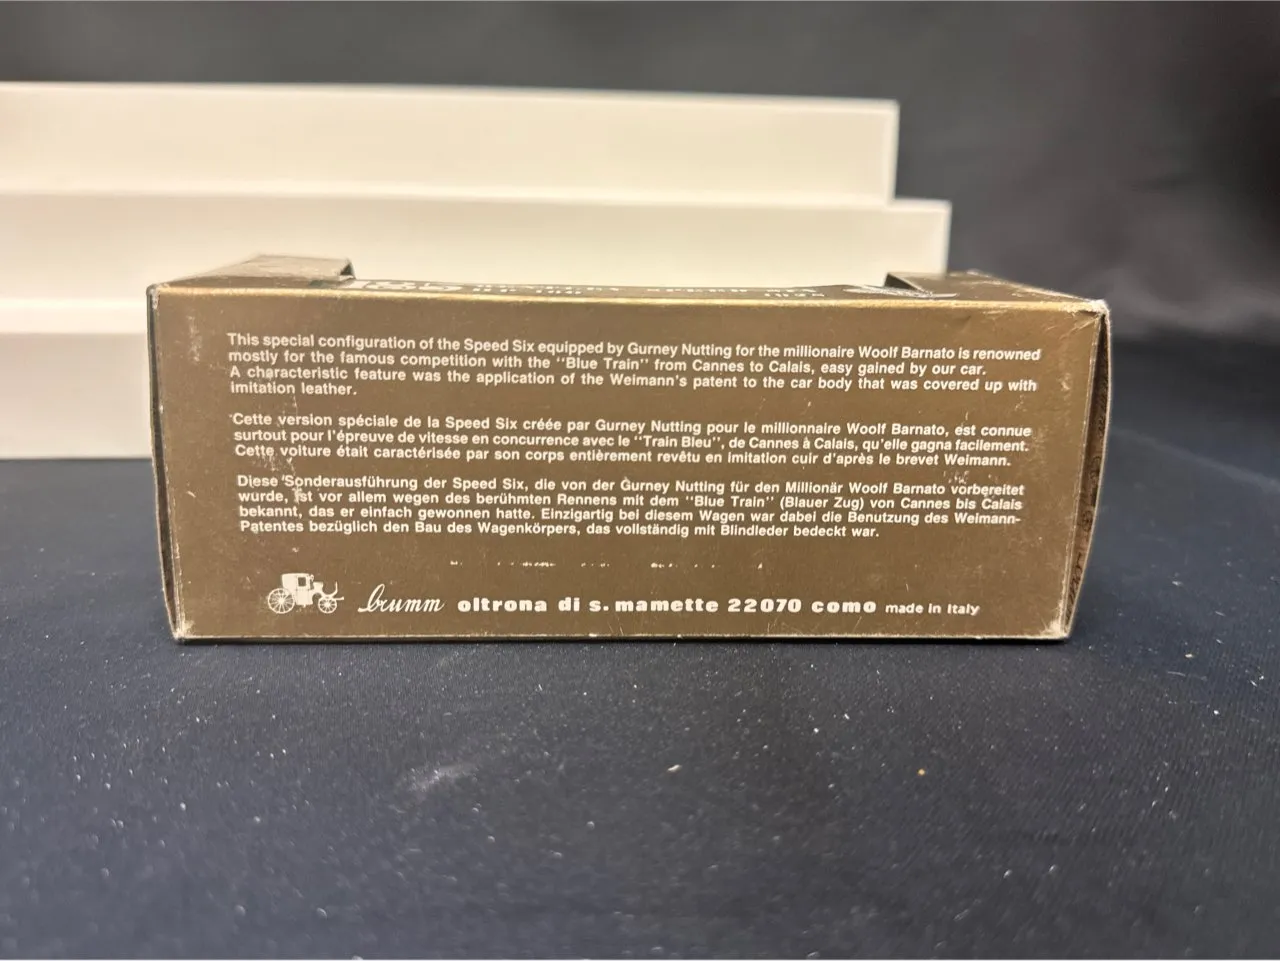 This special configuration of the Speed Six equipped by Gurney Nutting for the millionaire Woolf Barnato is renowned
mostly for the famous competition with the "Blue Train" from Cannes to Calais, easy gained by our car.
A characteristic feature was the application of the Weimann's patent to the car body that was covered up with
imitation leather.
Cette version spéciale de la Speed Six créée par Gurney Nutting pour le millionnaire Woolf Barnato, est connue
surtout pour l'épreuve de vitesse en concurrence avec le "Train Bleu", de Cannes à Calais, qu'elle gagna facilement.
Cette voiture était caractérisée par son corps entièrement revêtu en imitation cuir d'après le brevet Weimann.
Diese Sonderausführung der Speed Six, die von der Gurney Nutting für den Millionär Woolf Barnato vorbereitet
wurde, ist vor allem wegen des berühmten Rennens mit dem "Blue Train" (Blauer Zug) von Cannes bis Calais
bekannt, das er einfach gewonnen hatte. Einzigartig bei diesem Wagen war dabei die Benutzung des Weimann-
Patentes bezüglich den Bau des Wagenkörpers, das vollständig mit Blindleder bedeckt war.
brumm oltrona di s. mamette 22070 como made in Italy